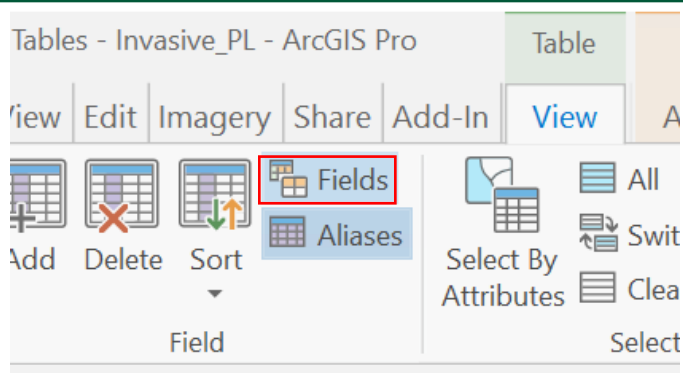 Tables - Invasive_PL - ArcGIS Pro Table
View Edit Imagery Share Add-In View
Fields All
Aliases
Add Delete Sort Select By Attributes
Field